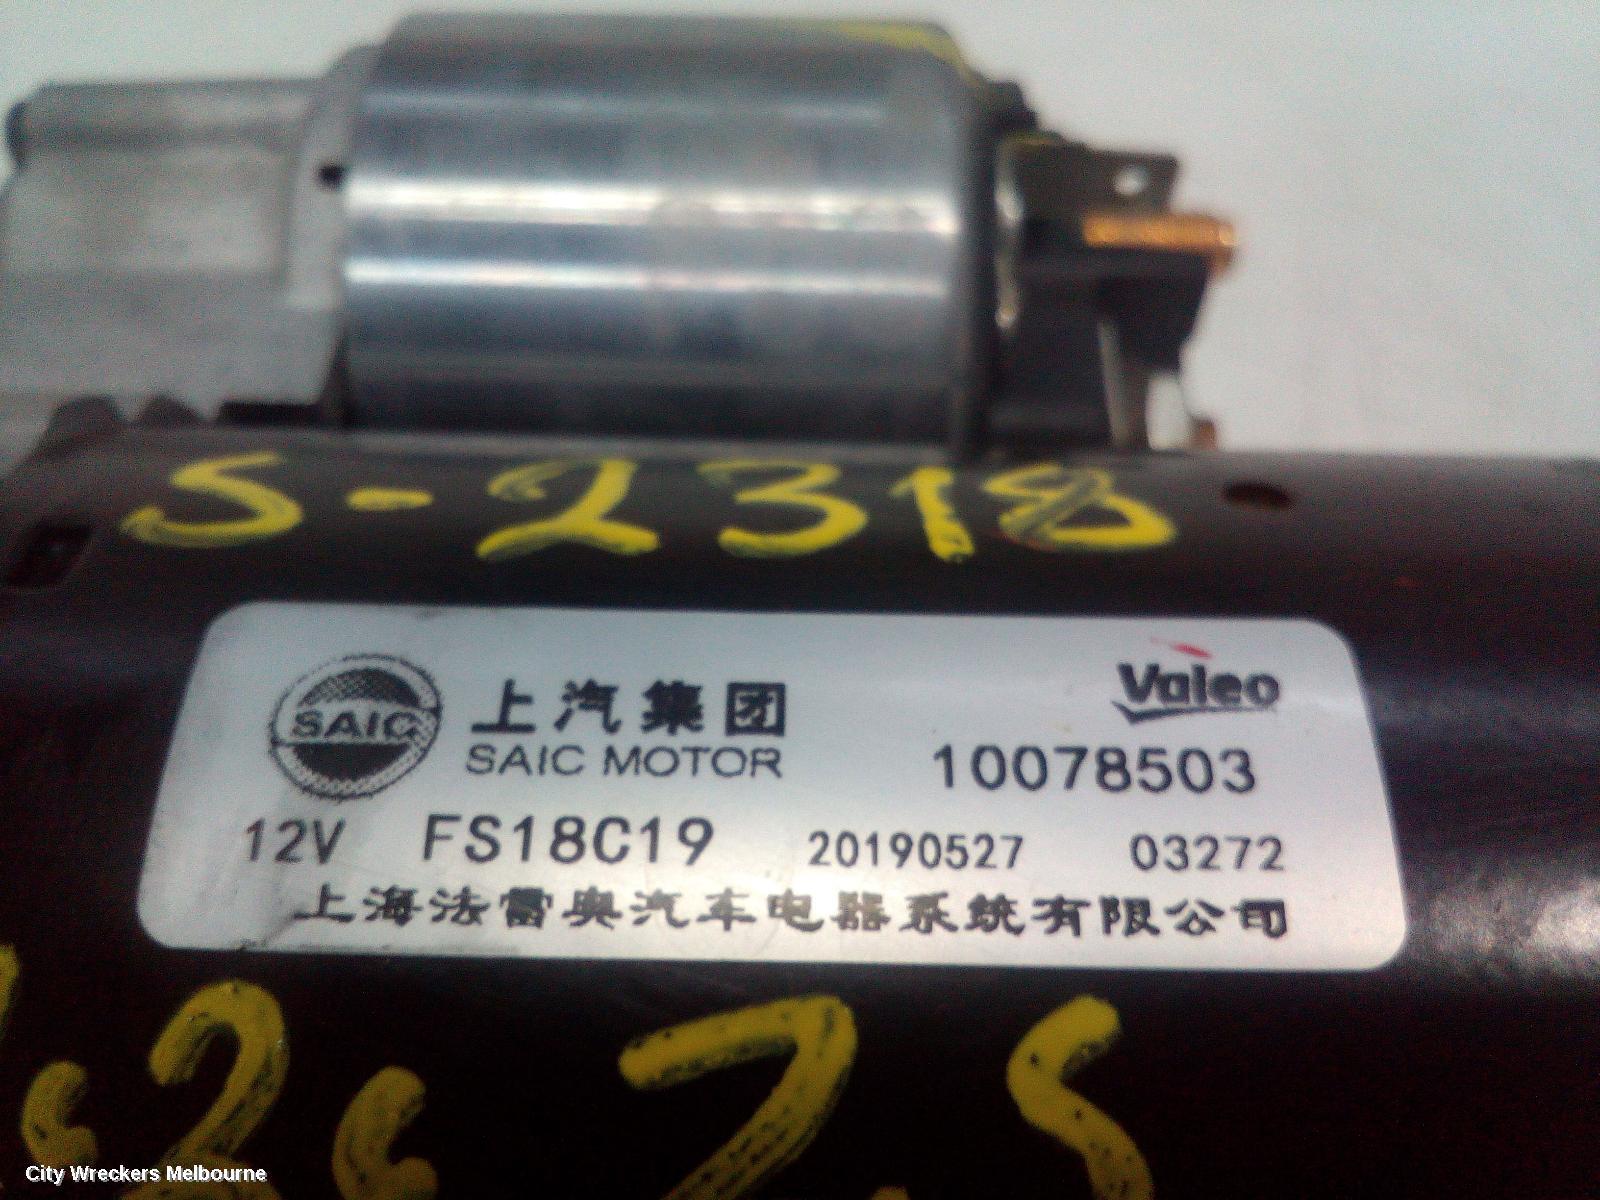 S-2318
SAIC 上汽集团
SAIC MOTOR
Valeo
10078503
12V FS18C19 20190527 03272
上海法雷奥汽车电器系统有限公司
City Wreckers Melbourne